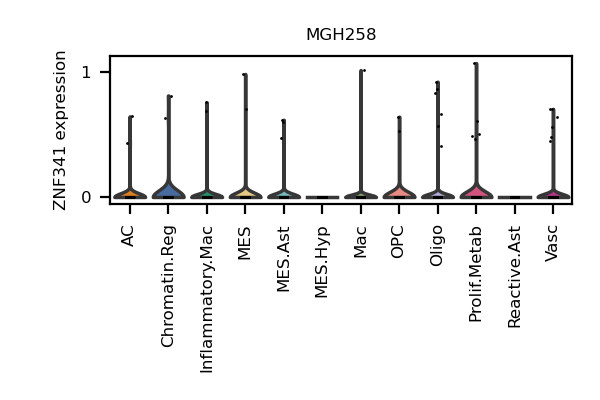 MGH258
ZNF341 expression
1
0
AC
Chromatin.Reg
Inflammatory.Mac
MES
MES.Ast
MES.Hyp
Mac
OPC
Oligo
Prolif.Metab
Reactive.Ast
Vasc